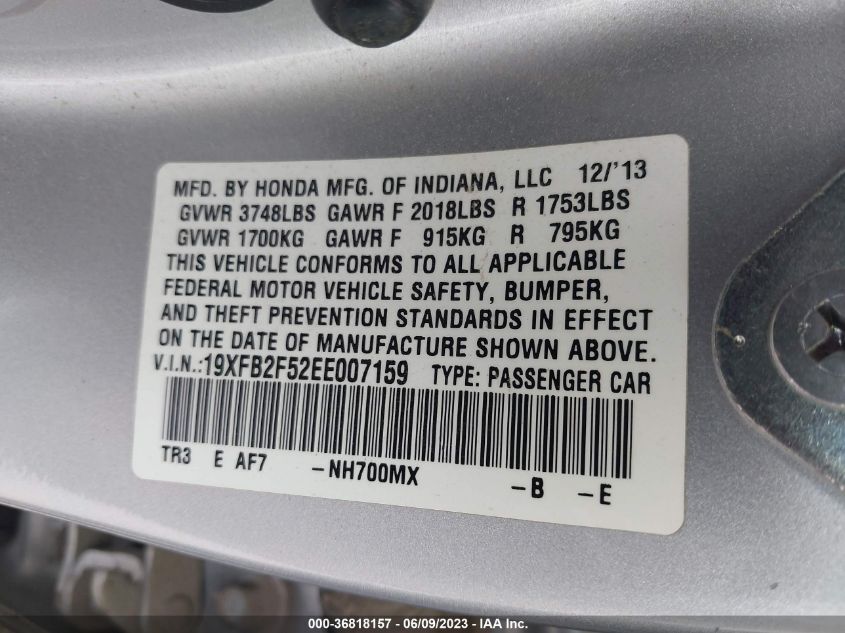 MFD. BY HONDA MFG. OF INDIANA, LLC 12/'13
GVWR 3748LBS GAWR F 2018LBS R 1753LBS
GVWR 1700KG GAWR F 915KG R 795KG
THIS VEHICLE CONFORMS TO ALL APPLICABLE
FEDERAL MOTOR VEHICLE SAFETY, BUMPER,
AND THEFT PREVENTION STANDARDS IN EFFECT
ON THE DATE OF MANUFACTURE SHOWN ABOVE.
V.I.N.:19XFB2F52EE007159 TYPE: PASSENGER CAR
TR3 E AF7 -NH700MX -B -E
000-36818157 - 06/09/2023 - IAA Inc.